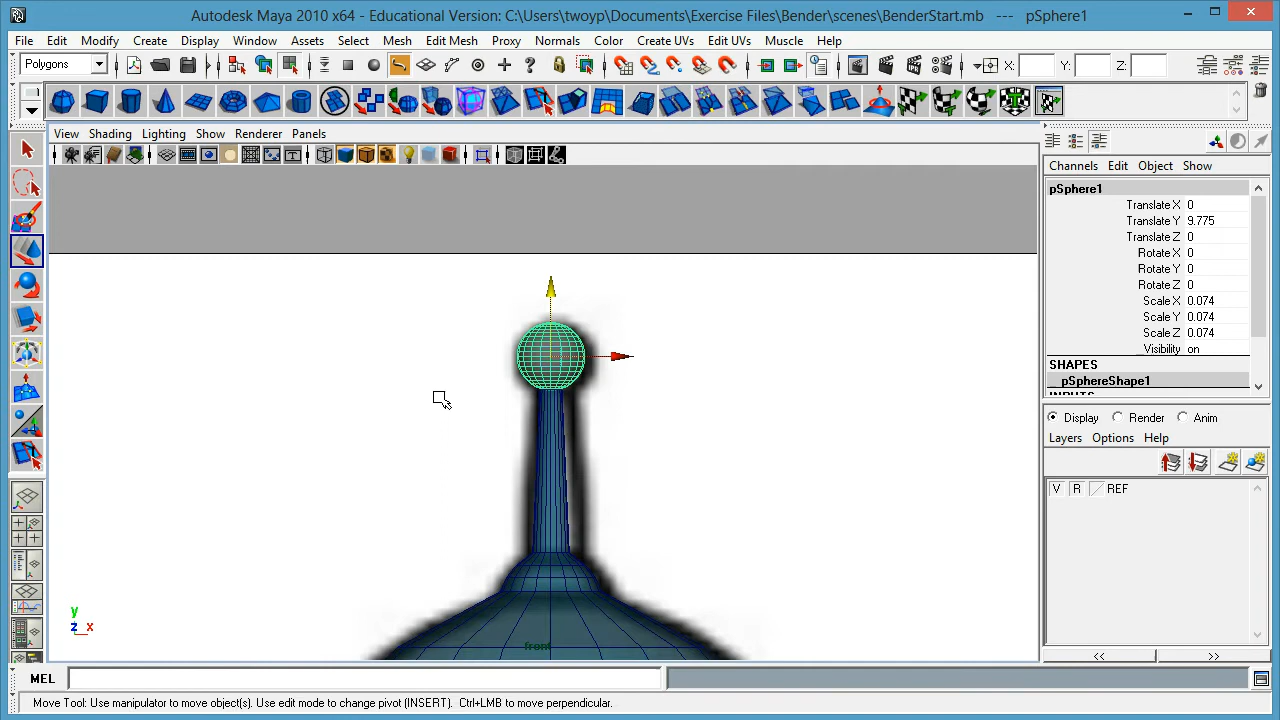 Autodesk Maya 2010 x64 - Educational Version: C:\Users\twoyp\Documents\Exercise Files\Bender\scenes\BenderStart.mb --- pSphere1
File Edit Modify Create Display Window Assets Select Mesh Edit Mesh Proxy Normals Color Create UVs Edit UVs Muscle Help
Polygons X: Y: Z:
View Shading Lighting Show Renderer Panels
Channels Edit Object Show
pSphere1
Translate X 0
Translate Y 9.775
Translate Z 0
Rotate X 0
Rotate Y 0
Rotate Z 0
Scale X 0.074
Scale Y 0.074
Scale Z 0.074
Visibility on
SHAPES
pSphereShape1
Display Render Anim
Layers Options Help
V R REF
y
z x
front
<< >>
MEL
Move Tool: Use manipulator to move object(s). Use edit mode to change pivot (INSERT). Ctrl+LMB to move perpendicular.